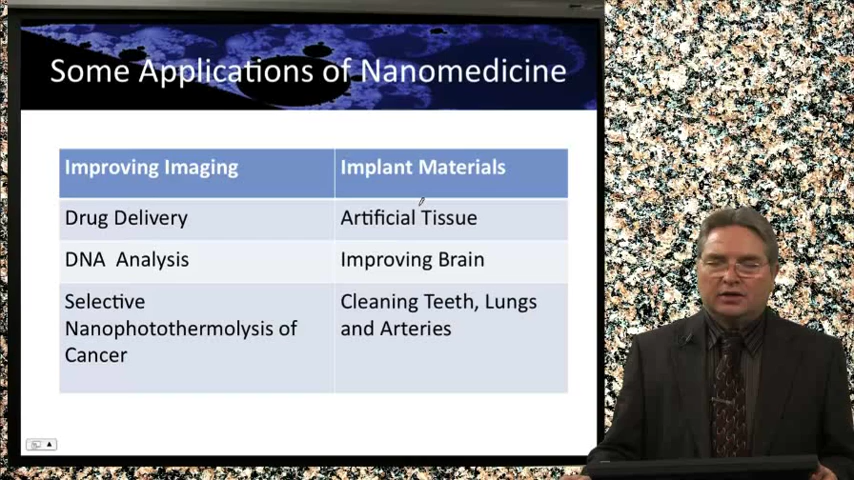 Some Applications of Nanomedicine
Improving Imaging
Implant Materials
Drug Delivery
Artificial Tissue
DNA Analysis
Improving Brain
Selective
Nanophotothermolysis of
Cancer
Cleaning Teeth, Lungs
and Arteries